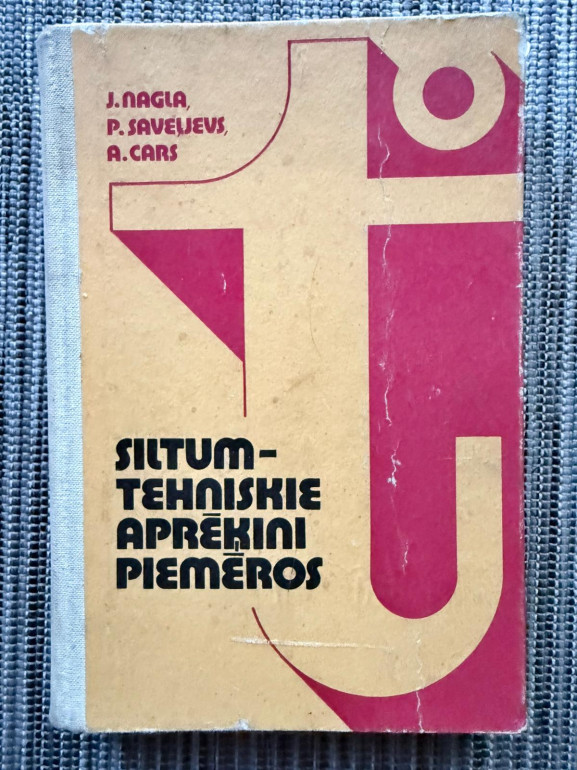 J. NAGLA,
P. SAVEĻJEVS,
A. CARS
t°
SILTUM-
TEHNISKIE
APRĒĶINI
PIEMĒROS